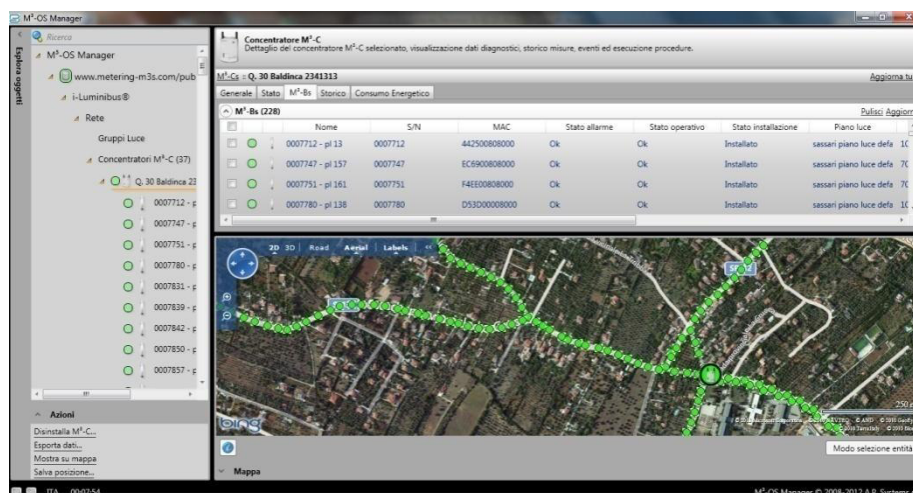 M³-OS Manager
Ricerca
Esplora oggetti
M³-OS Manager
www.metering-m3s.com/pub
i-Luminibus®
Rete
Gruppi Luce
Concentratori M³-C (37)
Q. 30 Baldinca 23
0007712 - p
0007747 - p
0007751 - p
0007780 - p
0007831 - p
0007839 - p
0007842 - p
0007850 - p
0007857 - p
Azioni
Disinstalla M³-C...
Esporta dati...
Mostra su mappa
Salva posizione...
Concentratore M³-C
Dettaglio del concentratore M³-C selezionato, visualizzazione dati diagnostici, storico misure, eventi ed esecuzione procedure.
M³-Cs :: Q. 30 Baldinca 2341313 Aggiorna tu
Generale Stato M³-Bs Storico Consumo Energetico
M³-Bs (228) Pulisci Aggiorn
Nome S/N MAC Stato allarme Stato operativo Stato installazione Piano luce
0007712 - pl 13 0007712 442500808000 Ok Ok Installato sassari piano luce defa 10
0007747 - pl 157 0007747 EC6900808000 Ok Ok Installato sassari piano luce defa 70
0007751 - pl 161 0007751 F4EE00808000 Ok Ok Installato sassari piano luce defa 70
0007780 - pl 138 0007780 D53D00008000 Ok Ok Installato sassari piano luce defa 10
2D 3D Road Aerial Labels
250
bing
Modo selezione entità
Mappa
ITA 00:07:54
M³-OS Manager © 2008-2012 A.P. Systems